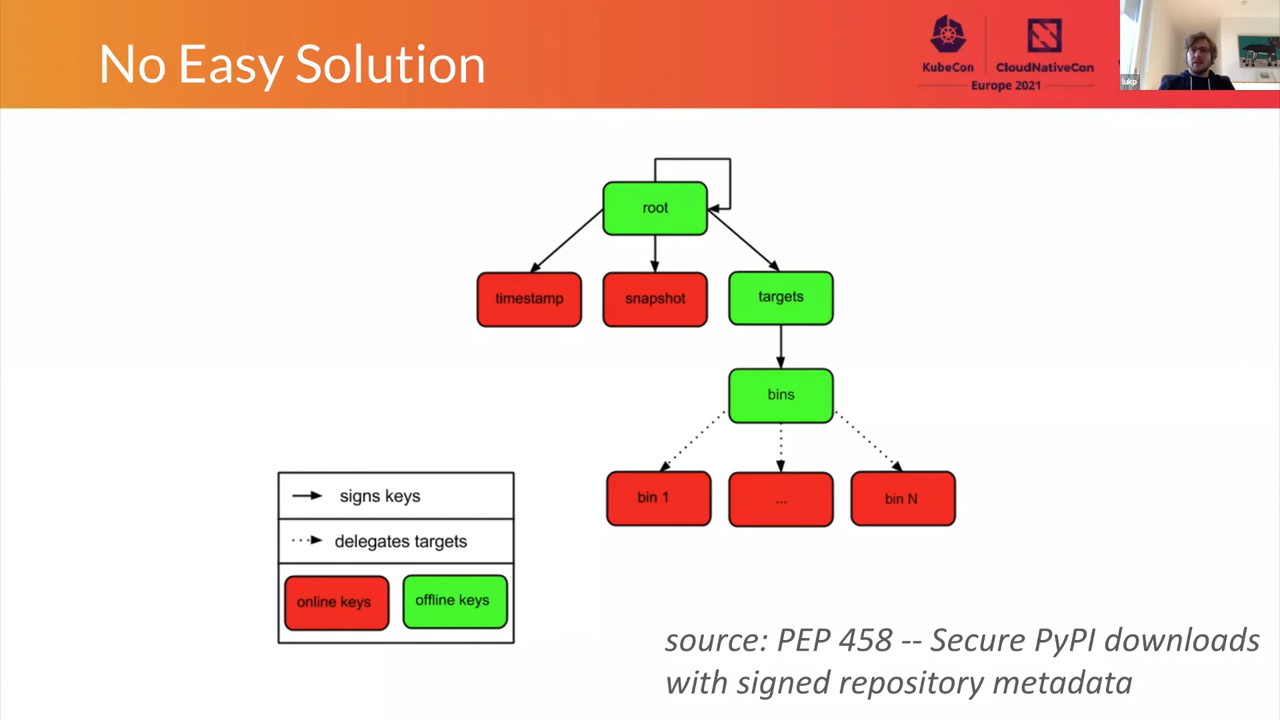 No Easy Solution
KubeCon
CloudNativeCon
Europe 2021
lukp
root
timestamp
snapshot
targets
bins
bin 1
...
bin N
signs keys
delegates targets
online keys
offline keys
source: PEP 458 -- Secure PyPI downloads
with signed repository metadata